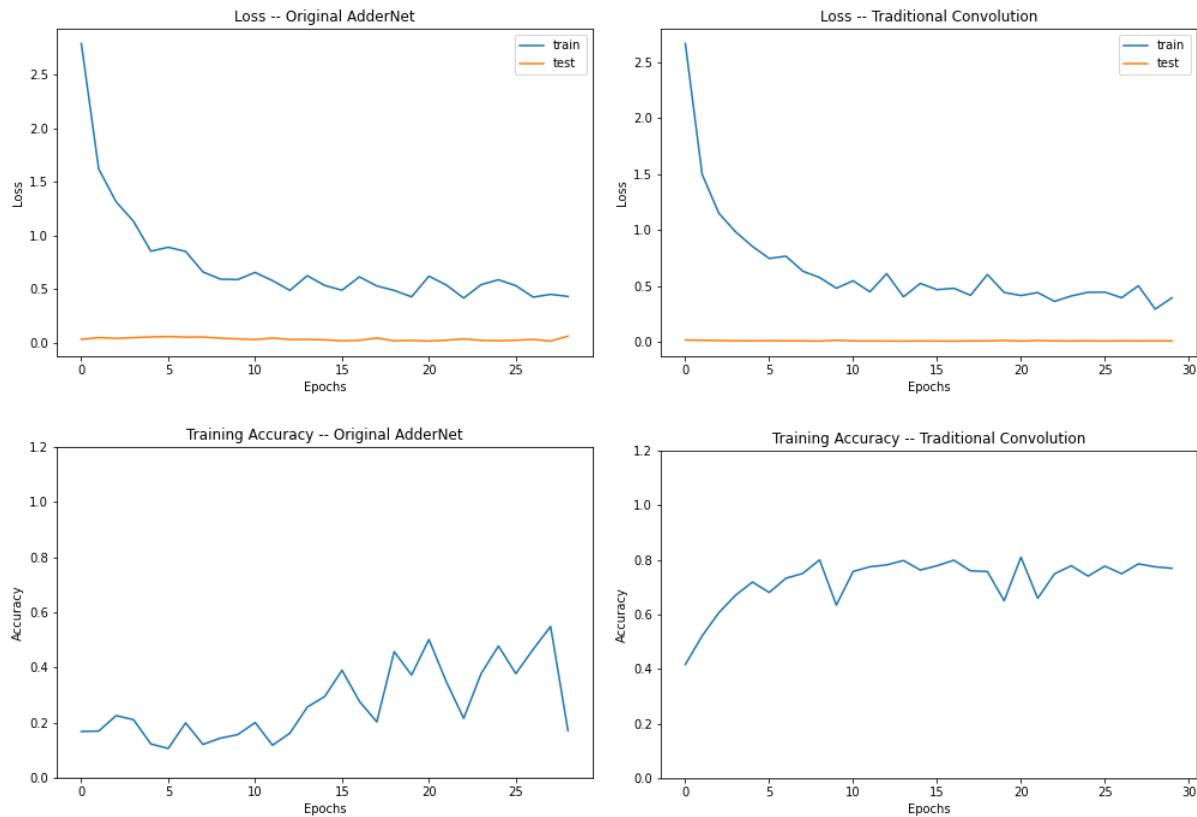 Loss -- Original AdderNet
train
test
2.5
2.0
1.5
1.0
0.5
0.0
Loss
0 5 10 15 20 25
Epochs
Loss -- Traditional Convolution
train
test
2.5
2.0
1.5
1.0
0.5
0.0
Loss
0 5 10 15 20 25 30
Epochs
Training Accuracy -- Original AdderNet
1.2
1.0
0.8
0.6
0.4
0.2
0.0
Accuracy
0 5 10 15 20 25
Epochs
Training Accuracy -- Traditional Convolution
1.2
1.0
0.8
0.6
0.4
0.2
0.0
Accuracy
0 5 10 15 20 25 30
Epochs